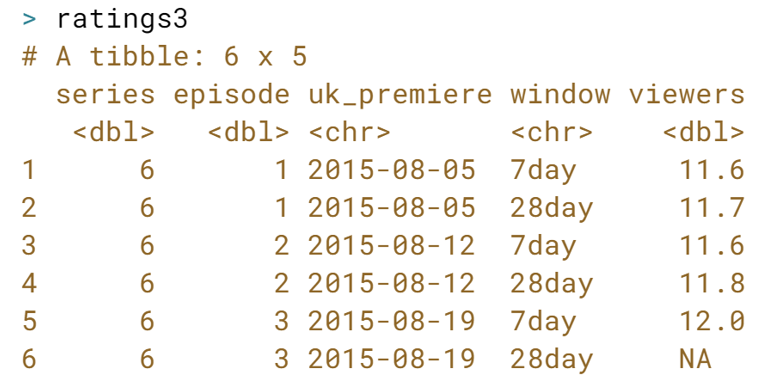 > ratings3
# A tibble: 6 x 5
series episode uk_premiere window viewers
<dbl> <dbl> <chr> <chr> <dbl>
1 6 1 2015-08-05 7day 11.6
2 6 1 2015-08-05 28day 11.7
3 6 2 2015-08-12 7day 11.6
4 6 2 2015-08-12 28day 11.8
5 6 3 2015-08-19 7day 12.0
6 6 3 2015-08-19 28day NA